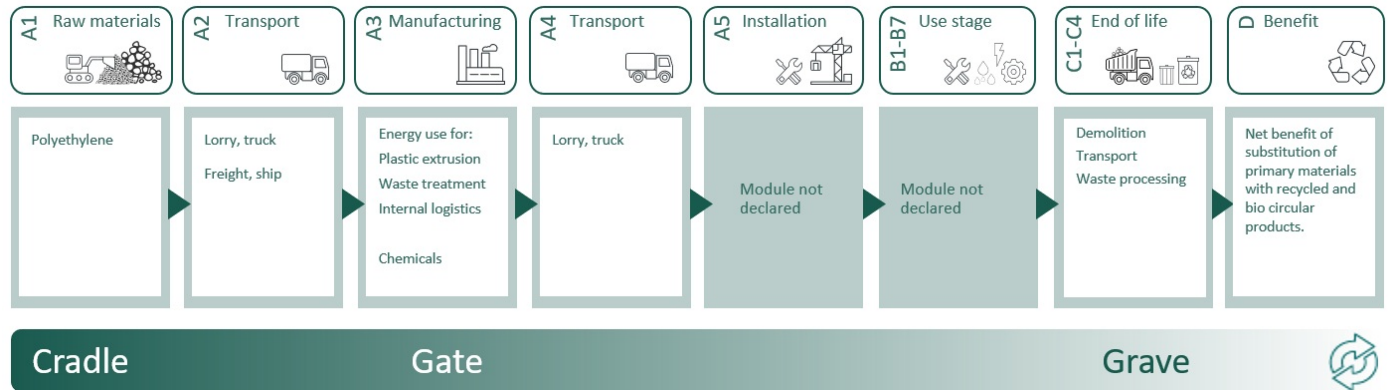 A1 Raw materials
A2 Transport
A3 Manufacturing
A4 Transport
A5 Installation
B1-B7 Use stage
C1-C4 End of life
D Benefit
Polyethylene
Lorry, truck
Freight, ship
Energy use for:
Plastic extrusion
Waste treatment
Internal logistics
Chemicals
Lorry, truck
Module not
declared
Module not
declared
Demolition
Transport
Waste processing
Net benefit of
substitution of
primary materials
with recycled and
bio circular
products.
Cradle
Gate
Grave